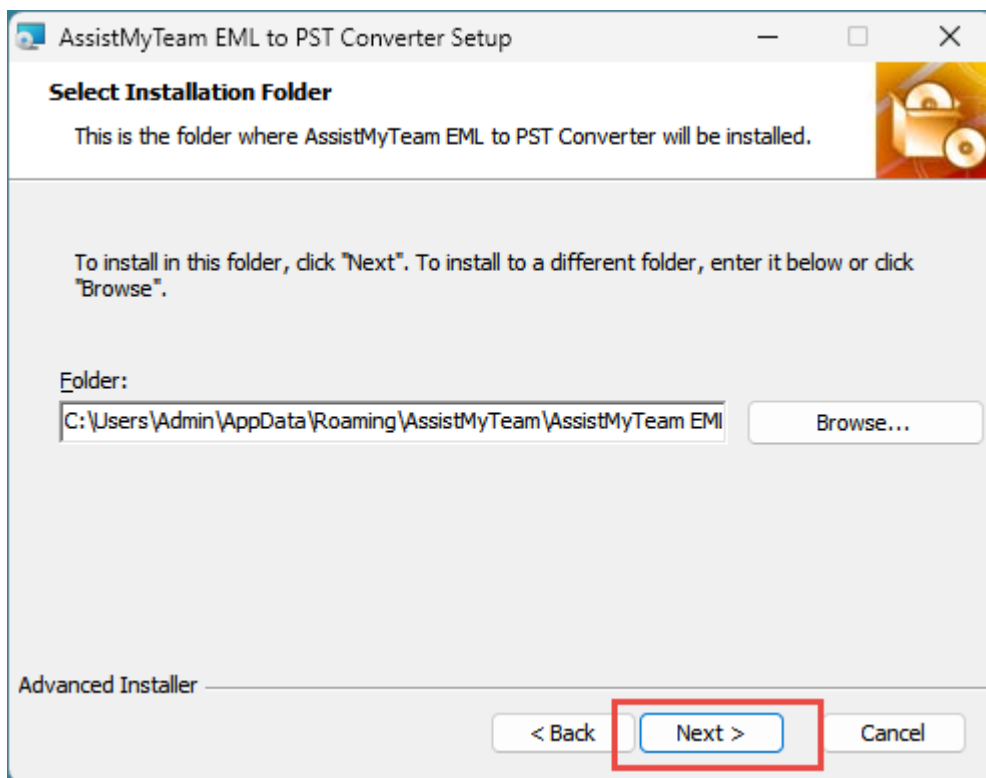 AssistMyTeam EML to PST Converter Setup
Select Installation Folder
This is the folder where AssistMyTeam EML to PST Converter will be installed.
To install in this folder, click "Next". To install to a different folder, enter it below or click
"Browse".
Folder:
C:\Users\Admin\AppData\Roaming\AssistMyTeam\AssistMyTeam EML
Browse...
Advanced Installer
< Back
Next >
Cancel